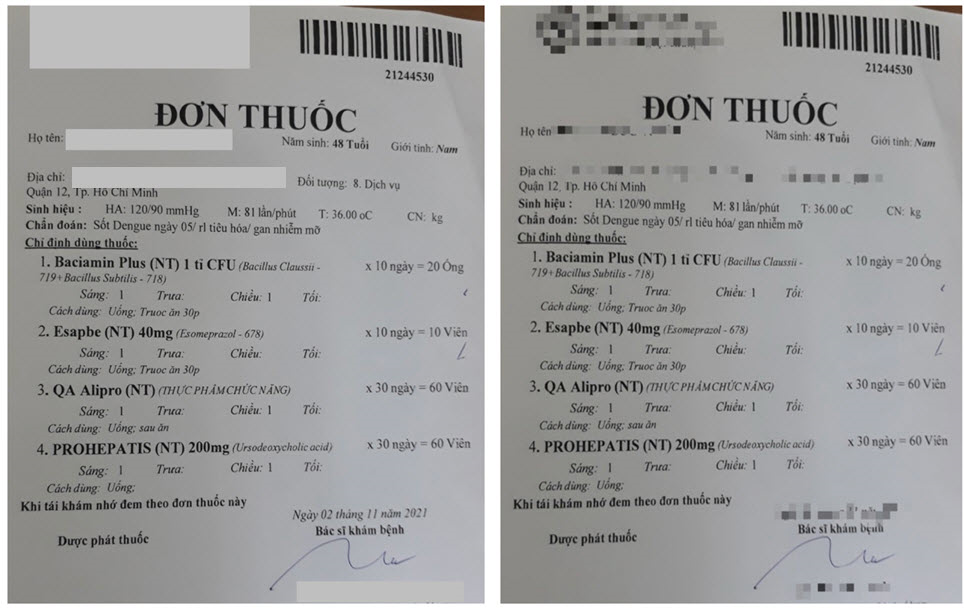 21244530
ĐƠN THUỐC
Họ tên:
Năm sinh: 48 Tuổi Giới tính: Nam
Địa chỉ:
Đối tượng: 8. Dịch vụ
Quận 12, Tp. Hồ Chí Minh
Sinh hiệu : HA: 120/90 mmHg M: 81 lần/phút T: 36.00 oC CN: kg
Chẩn đoán: Sốt Dengue ngày 05/ rl tiêu hóa/ gan nhiễm mỡ
Chỉ định dùng thuốc:
1. Baciamin Plus (NT) 1 tỉ CFU (Bacillus Claussii - x 10 ngày = 20 Ống
719+Bacillus Subtilis - 718)
Sáng: 1 Trưa: Chiều: 1 Tối:
Cách dùng: Uống; Truoc ăn 30p
2. Esapbe (NT) 40mg (Esomeprazol - 678) x 10 ngày = 10 Viên
Sáng: 1 Trưa: Chiều: Tối:
Cách dùng: Uống; Truoc ăn 30p
3. QA Alipro (NT) (THỰC PHẨM CHỨC NĂNG) x 30 ngày = 60 Viên
Sáng: 1 Trưa: Chiều: 1 Tối:
Cách dùng: Uống; sau ăn
4. PROHEPATIS (NT) 200mg (Ursodeoxycholic acid) x 30 ngày = 60 Viên
Sáng: 1 Trưa: Chiều: 1 Tối:
Cách dùng: Uống;
Khi tái khám nhớ đem theo đơn thuốc này
Ngày 02 tháng 11 năm 2021
Dược phát thuốc Bác sĩ khám bệnh
21244530
ĐƠN THUỐC
Họ tên
Năm sinh: 48 Tuổi Giới tính: Nam
Địa chỉ:
Quận 12, Tp. Hồ Chí Minh
Sinh hiệu : HA: 120/90 mmHg M: 81 lần/phút T: 36.00 oC CN: kg
Chẩn đoán: Sốt Dengue ngày 05/ rl tiêu hóa/ gan nhiễm mỡ
Chỉ định dùng thuốc:
1. Baciamin Plus (NT) 1 tỉ CFU (Bacillus Claussii - x 10 ngày = 20 Ống
719+Bacillus Subtilis - 718)
Sáng: 1 Trưa: Chiều: 1 Tối:
Cách dùng: Uống; Truoc ăn 30p
2. Esapbe (NT) 40mg (Esomeprazol - 678) x 10 ngày = 10 Viên
Sáng: 1 Trưa: Chiều: Tối:
Cách dùng: Uống; Truoc ăn 30p
3. QA Alipro (NT) (THỰC PHẨM CHỨC NĂNG) x 30 ngày = 60 Viên
Sáng: 1 Trưa: Chiều: 1 Tối:
Cách dùng: Uống; sau ăn
4. PROHEPATIS (NT) 200mg (Ursodeoxycholic acid) x 30 ngày = 60 Viên
Sáng: 1 Trưa: Chiều: 1 Tối:
Cách dùng: Uống;
Khi tái khám nhớ đem theo đơn thuốc này
Dược phát thuốc Bác sĩ khám bệnh